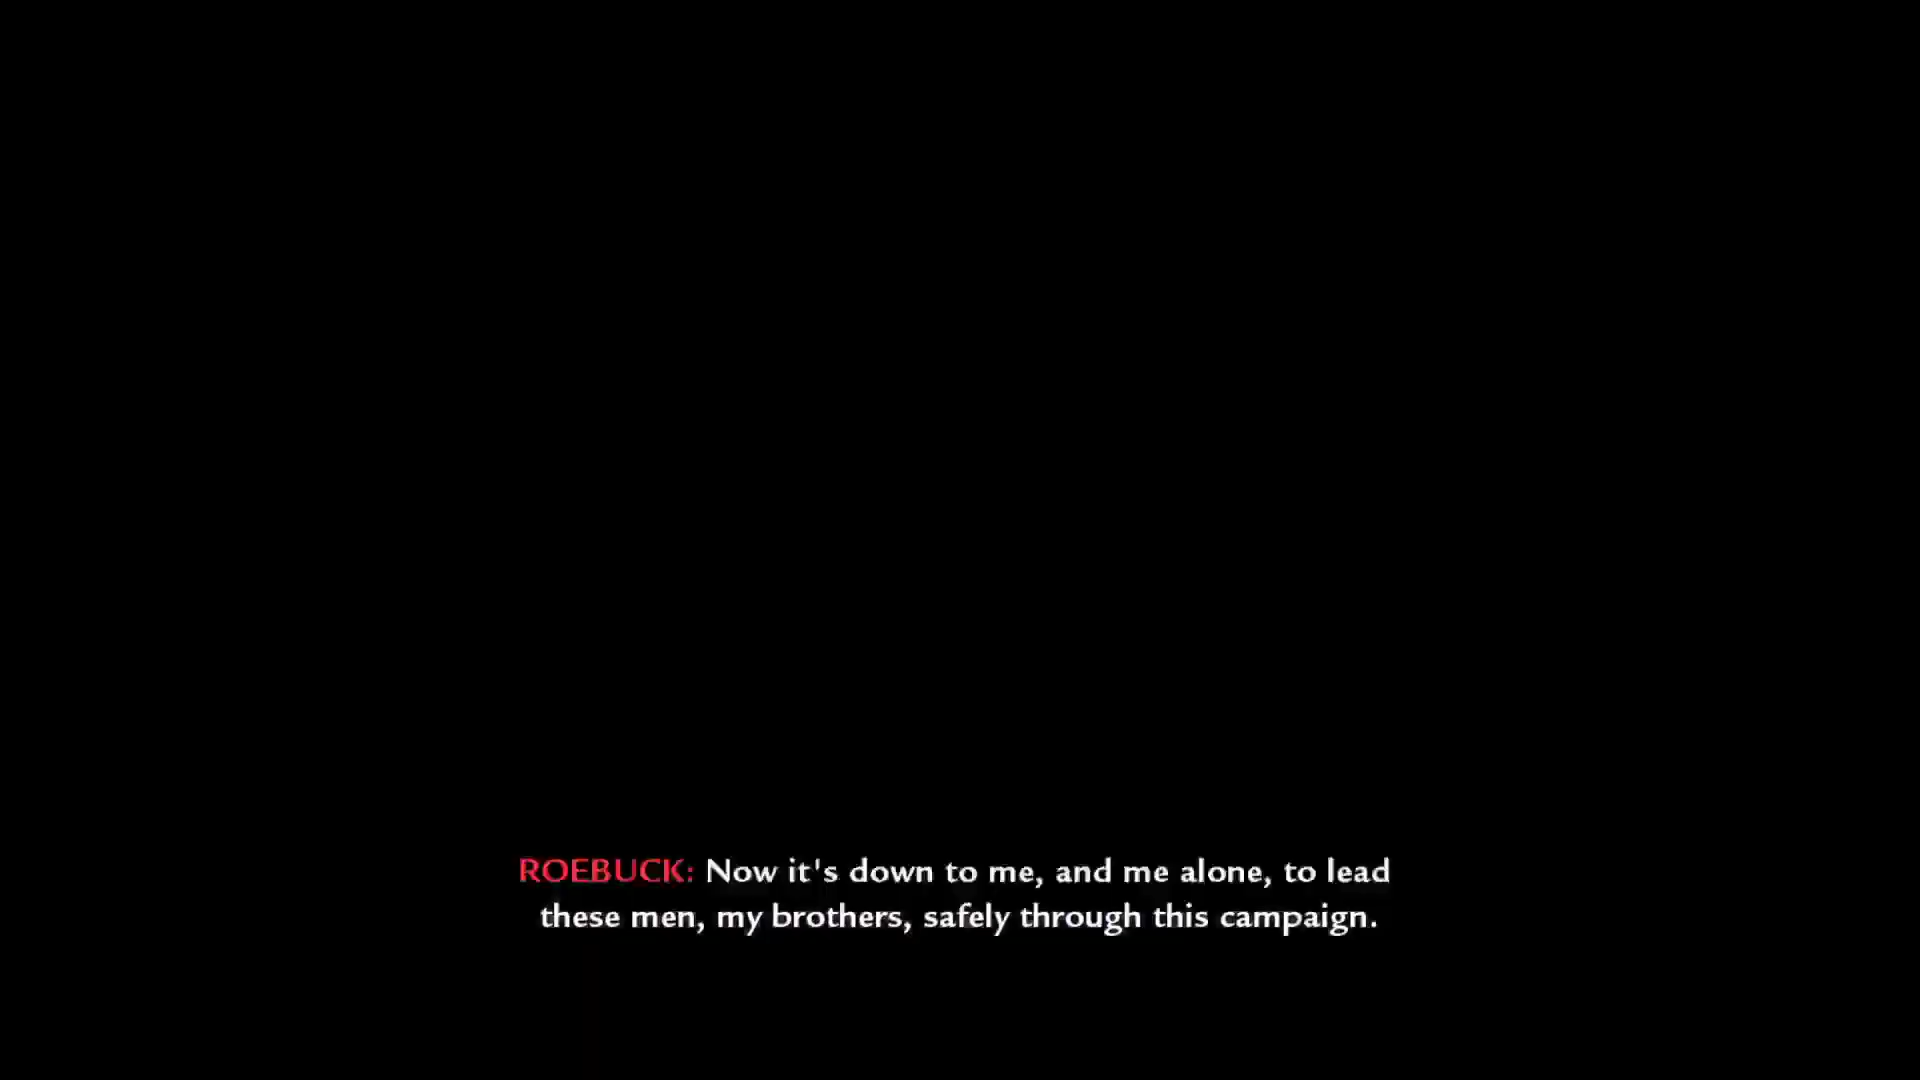 ROEBUCK: Now it's down to me, and me alone, to lead
these men, my brothers, safely through this campaign.